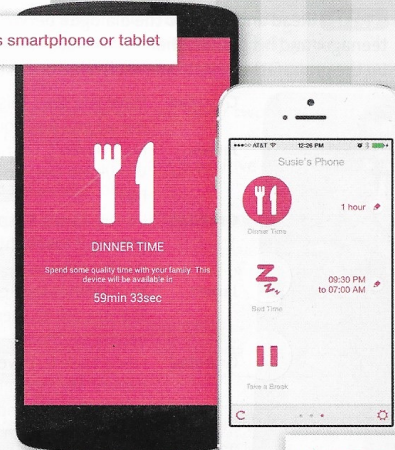 s smartphone or tablet
DINNER TIME
Spend some quality time with your family. This
device will be available in
59min 33sec
AT&T
12:26 PM
Susie's Phone
Dinner Time
1 hour
Bed Time
09:30 PM
to 07:00 AM
Take a Break